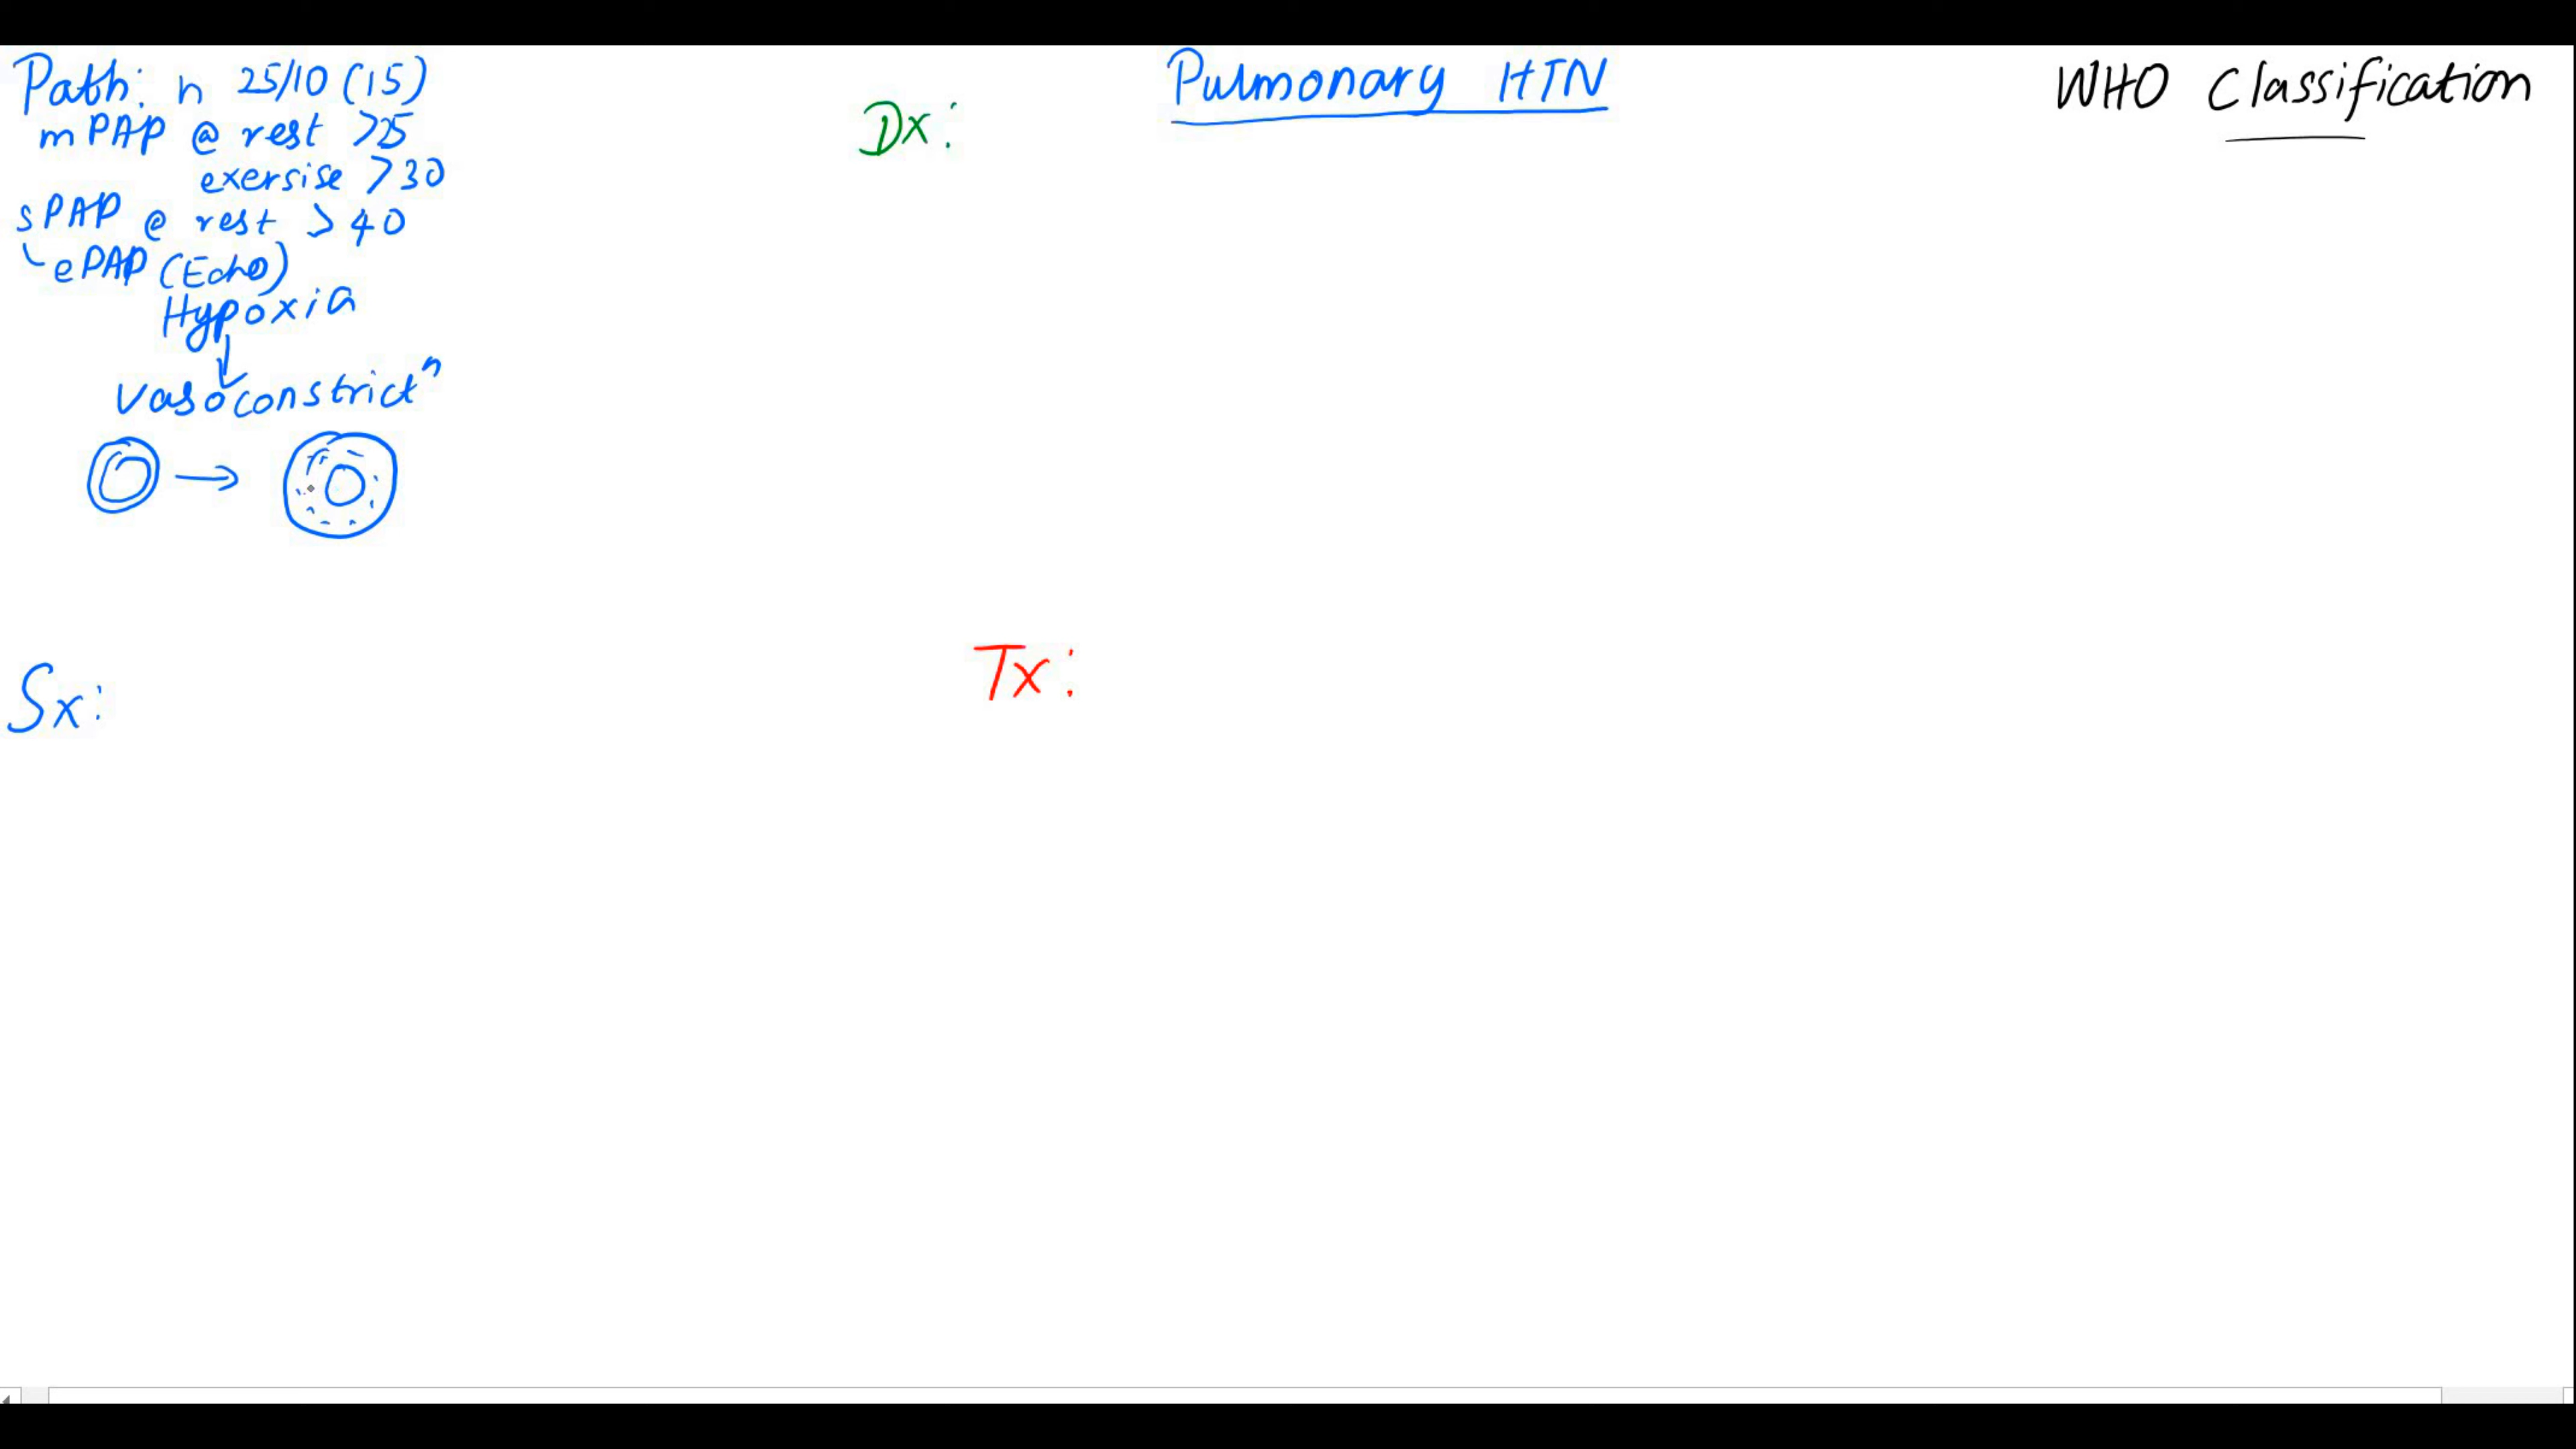 Path: n 25/10 (15)
mPAP @ rest >25
exersise >30
sPAP @ rest >40
ePAP (Echo)
Hypoxia
vasoconstrictⁿ
Sx:
Dx:
Pulmonary HTN
Tx:
WHO Classification